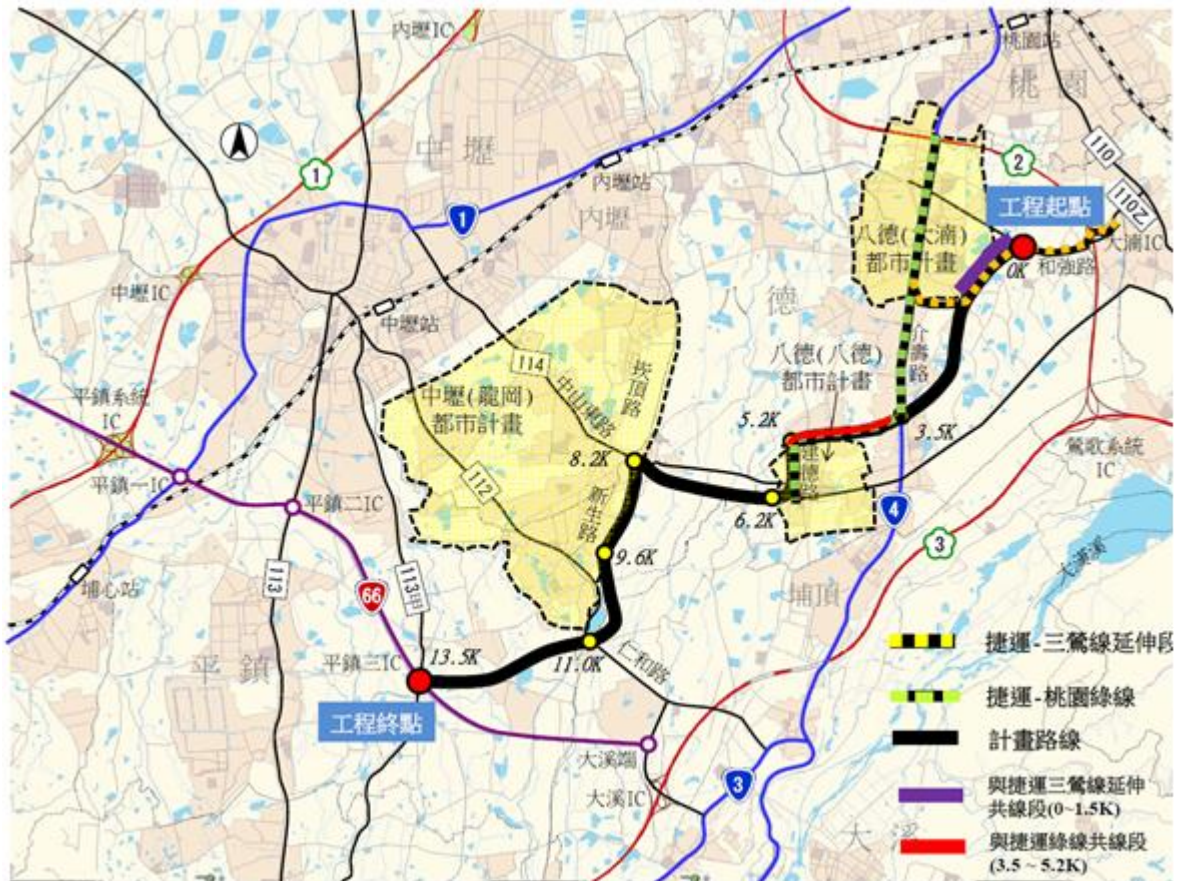 內壢IC
桃園站
桃園
110
中壢
1
2
1
內壢站
內壢
工程起點
110乙
大湳IC
八德(大湳)
都市計畫
0K
和強路
中壢IC
八德
中壢站
介壽路
114
崁頂路
中山東路
八德(八德)
都市計畫
平鎮系統
IC
中壢(龍岡)
都市計畫
5.2K
3.5K
鶯歌系統
IC
8.2K
建德路
平鎮一IC
平鎮二IC
112
新生路
6.2K
4
3
9.6K
大漢溪
113
113甲
埔心站
66
埔頂
平鎮
平鎮三IC
13.5K
11.0K
仁和路
工程終點
大溪端
大溪IC
3
大溪
捷運-三鶯線延伸段
捷運-桃園綠線
計畫路線
與捷運三鶯線延伸
共線段(0~1.5K)
與捷運綠線共線段
(3.5 ~ 5.2K)